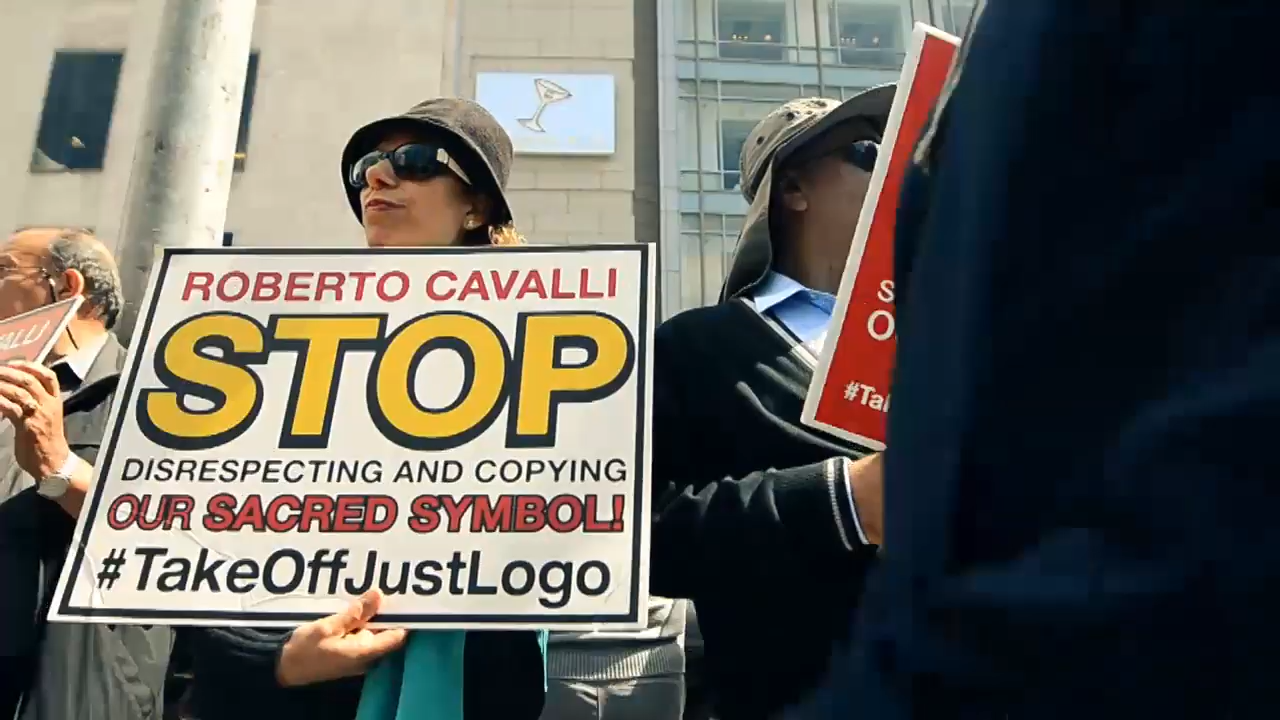 ROBERTO CAVALLI
STOP
DISRESPECTING AND COPYING
OUR SACRED SYMBOL!
#TakeOffJustLogo